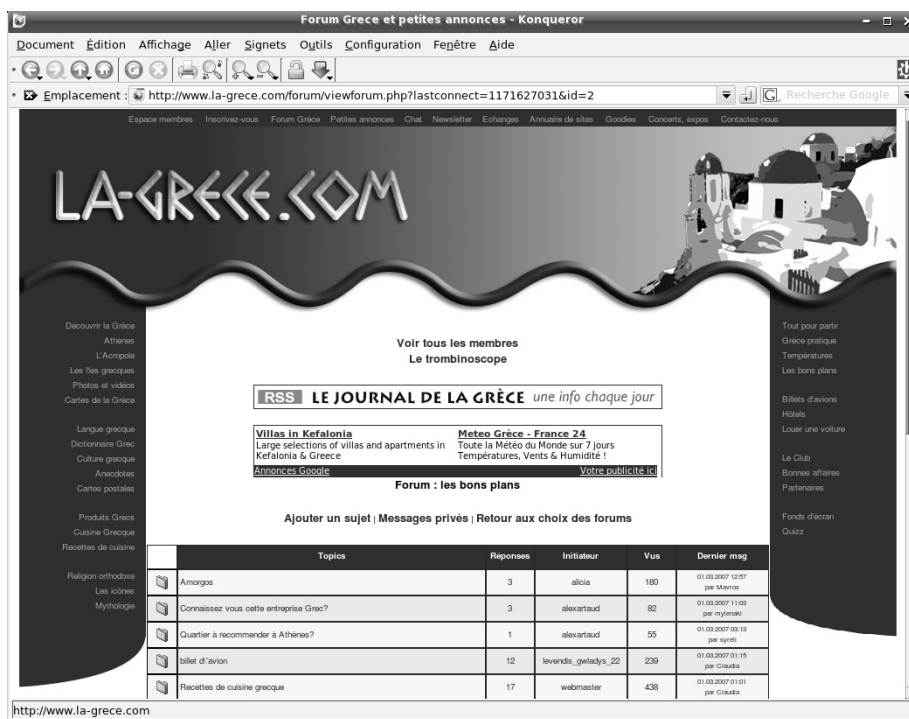 Forum Grece et petites annonces - Konqueror
Document Édition Affichage Aller Signets Outils Configuration Fenêtre Aide
Emplacement : http://www.la-grece.com/forum/viewforum.php?lastconnect=1171627031&id=2 G Recherche Google
Espace membres Inscrivez-vous Forum Grèce Petites annonces Chat Newsletter Echanges Annuaire de sites Goodies Concerts, expos Contactez-nous
LA-GRECE.COM
Découvrir la Grèce
Athènes
L'Acropole
Les îles grecques
Photos et vidéos
Cartes de la Grèce
Langue grecque
Dictionnaire Grec
Culture grecque
Anecdotes
Cartes postales
Produits Grecs
Cuisine Grecque
Recettes de cuisine
Religion orthodoxe
Les icônes
Mythologie
Voir tous les membres
Le trombinoscope
RSS LE JOURNAL DE LA GRÈCE une info chaque jour
Villas in Kefalonia
Large selections of villas and apartments in
Kefalonia & Greece
Meteo Grèce - France 24
Toute la Météo du Monde sur 7 jours
Températures, Vents & Humidité !
Annonces Google Votre publicité ici
Forum : les bons plans
Ajouter un sujet | Messages privés | Retour aux choix des forums
Topics Réponses Initiateur Vus Dernier msg
Amorgos 3 alicia 180 01.03.2007 12:57
par Mavros
Connaissez vous cette entreprise Grec? 3 alexartaud 82 01.03.2007 11:03
par mylenaki
Quartier à recommender à Athènes? 1 alexartaud 55 01.03.2007 03:13
par syreli
billet d\'avion 12 levendis_gwladys_22 239 01.03.2007 01:15
par Claudia
Recettes de cuisine grecque 17 webmaster 438 01.03.2007 01:01
par Claudia
Tout pour partir
Grèce pratique
Températures
Les bons plans
Billets d'avions
Hôtels
Louer une voiture
Le Club
Bonnes affaires
Partenaires
Fonds d'écran
Quizz
http://www.la-grece.com